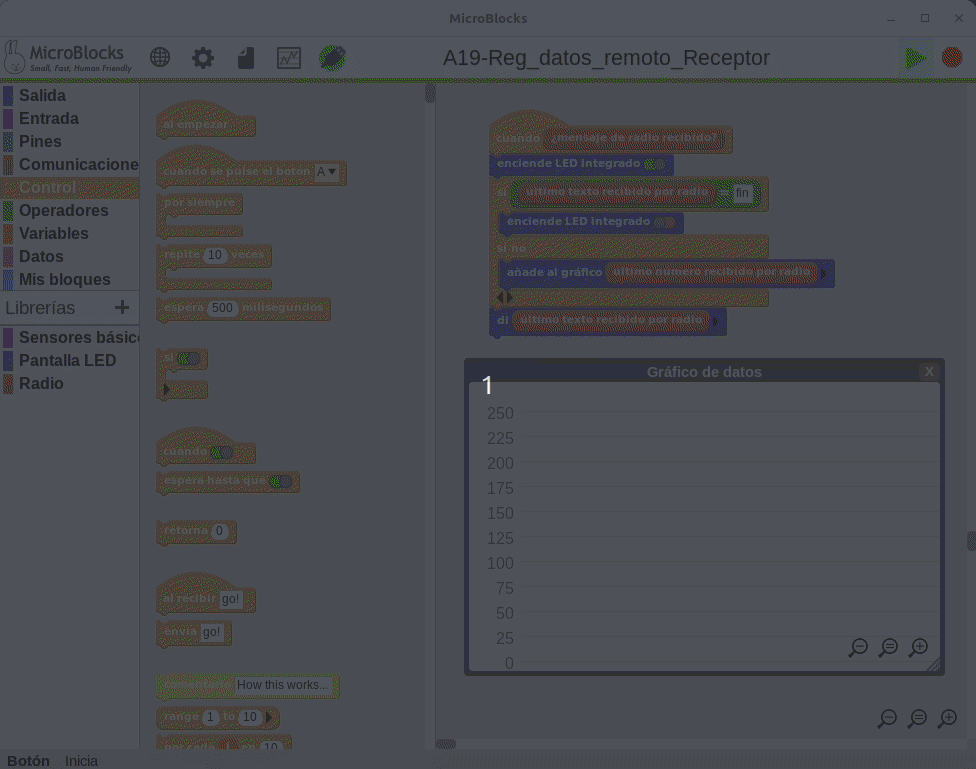 MicroBlocks
MicroBlocks
Small, Fast, Human Friendly
A19-Reg_datos_remoto_Receptor
Salida
Entrada
Pines
Comunicacione
Control
Operadores
Variables
Datos
Mis bloques
Librerías +
Sensores básic
Pantalla LED
Radio
al empezar
cuando se pulse el botón A
por siempre
repite 10 veces
espera 500 milisegundos
si
cuando
espera hasta que
retorna 0
al recibir go!
envía go!
comentario How this works...
range 1 to 10
por cada i en 10
cuando ¿mensaje de radio recibido?
enciende LED integrado
si último texto recibido por radio = fin
enciende LED integrado
si no
añade al gráfico último número recibido por radio
di último texto recibido por radio
Gráfico de datos X
1
250
225
200
175
150
125
100
75
50
25
0
Botón Inicia